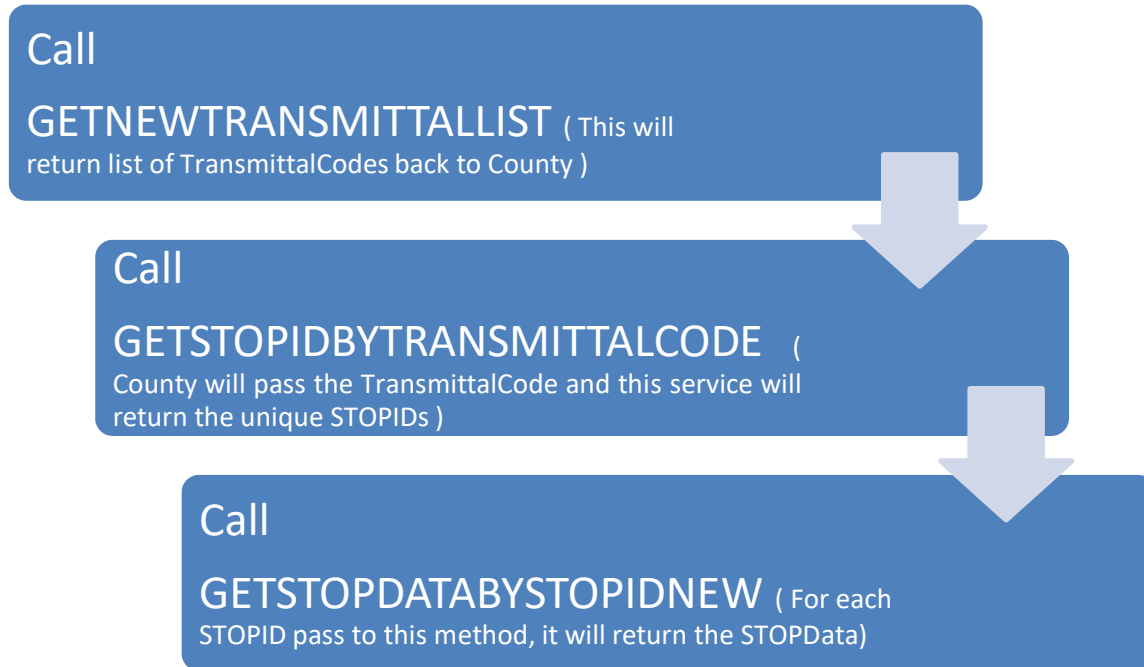 Call
GETNEWTRANSMITTALLIST ( This will
return list of TransmittalCodes back to County )
Call
GETSTOPIDBYTRANSMITTALCODE (
County will pass the TransmittalCode and this service will
return the unique STOPIDs )
Call
GETSTOPDATABYSTOPIDNEW ( For each
STOPID pass to this method, it will return the STOPData)